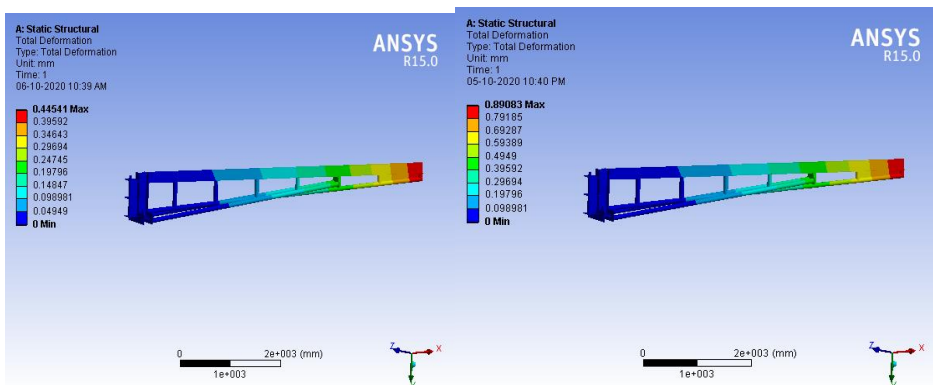 A: Static Structural
Total Deformation
Type: Total Deformation
Unit: mm
Time: 1
06-10-2020 10:39 AM
ANSYS
R15.0
0.44541 Max
0.39592
0.34643
0.29694
0.24745
0.19796
0.14847
0.098981
0.04949
0 Min
0
2e+003 (mm)
1e+003
Z
X
A: Static Structural
Total Deformation
Type: Total Deformation
Unit: mm
Time: 1
05-10-2020 10:40 PM
ANSYS
R15.0
0.89083 Max
0.79185
0.69287
0.59389
0.4949
0.39592
0.29694
0.19796
0.098981
0 Min
0
2e+003 (mm)
1e+003
Z
X